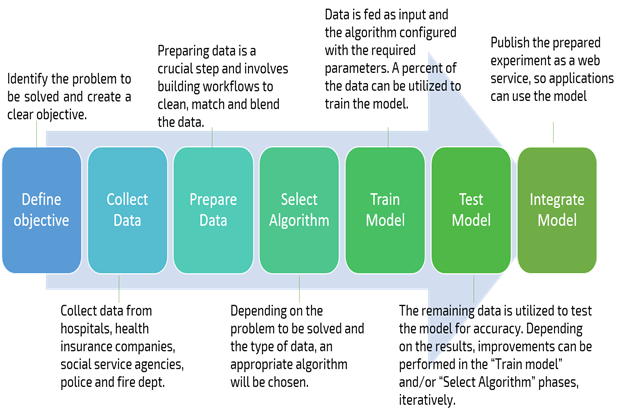 Identify the problem to
be solved and create a
clear objective.
Preparing data is a
crucial step and involves
building workflows to
clean, match and blend
the data.
Data is fed as input and
the algorithm configured
with the required
parameters. A percent of
the data can be utilized to
train the model.
Publish the prepared
experiment as a web
service, so applications
can use the model
Define
objective
Collect
Data
Prepare
Data
Select
Algorithm
Train
Model
Test
Model
Integrate
Model
Collect data from
hospitals, health
insurance companies,
social service agencies,
police and fire dept.
Depending on the
problem to be solved and
the type of data, an
appropriate algorithm
will be chosen.
The remaining data is utilized to test
the model for accuracy. Depending
on the results, improvements can be
performed in the “Train model”
and/or “Select Algorithm” phases,
iteratively.